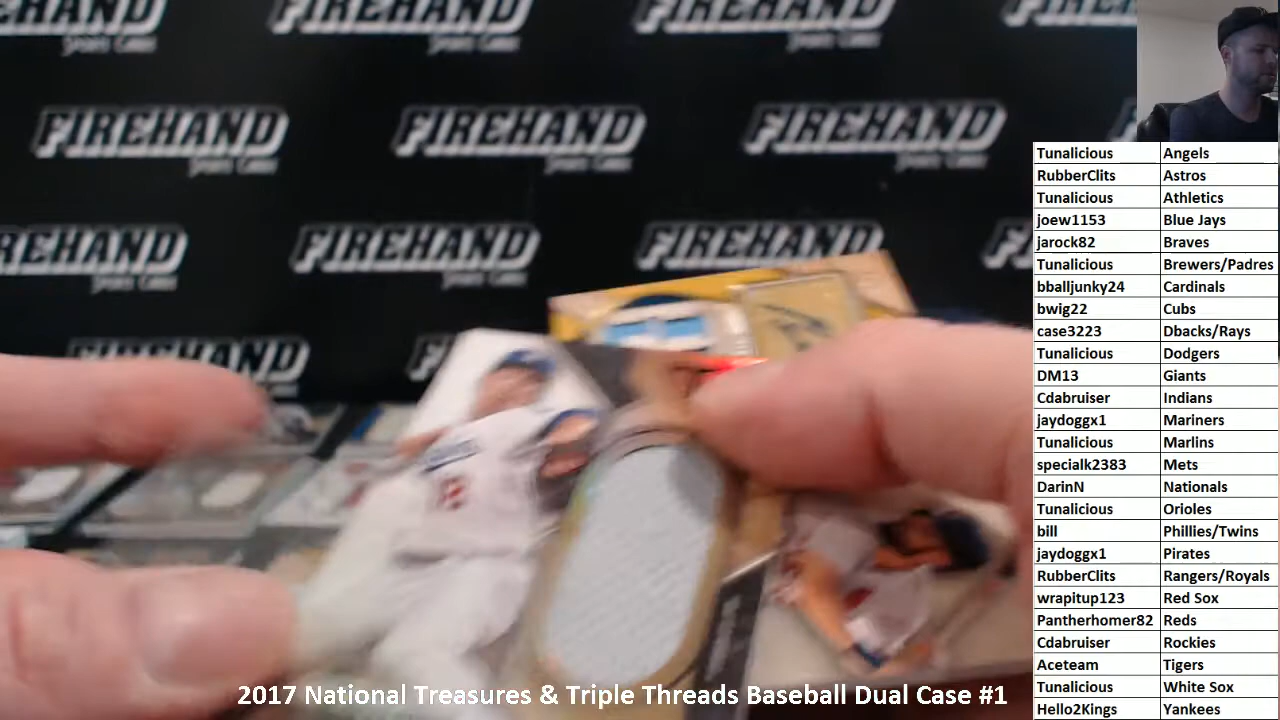 FIREHAND
FIREHAND
FIREHAND
FIREHAND
FIREHAND
FIREHAND
FIREHAND
FIREHAND
FIREHAND
FIREHAND
Tunalicious Angels
RubberClits Astros
Tunalicious Athletics
joew1153 Blue Jays
jarock82 Braves
Tunalicious Brewers/Padres
bballjunky24 Cardinals
bwig22 Cubs
case3223 Dbacks/Rays
Tunalicious Dodgers
DM13 Giants
Cdabruiser Indians
jaydoggx1 Mariners
Tunalicious Marlins
specialk2383 Mets
DarinN Nationals
Tunalicious Orioles
bill Phillies/Twins
jaydoggx1 Pirates
RubberClits Rangers/Royals
wrapitup123 Red Sox
Pantherhomer82 Reds
Cdabruiser Rockies
Aceteam Tigers
Tunalicious White Sox
Hello2Kings Yankees
2017 National Treasures & Triple Threads Baseball Dual Case #1